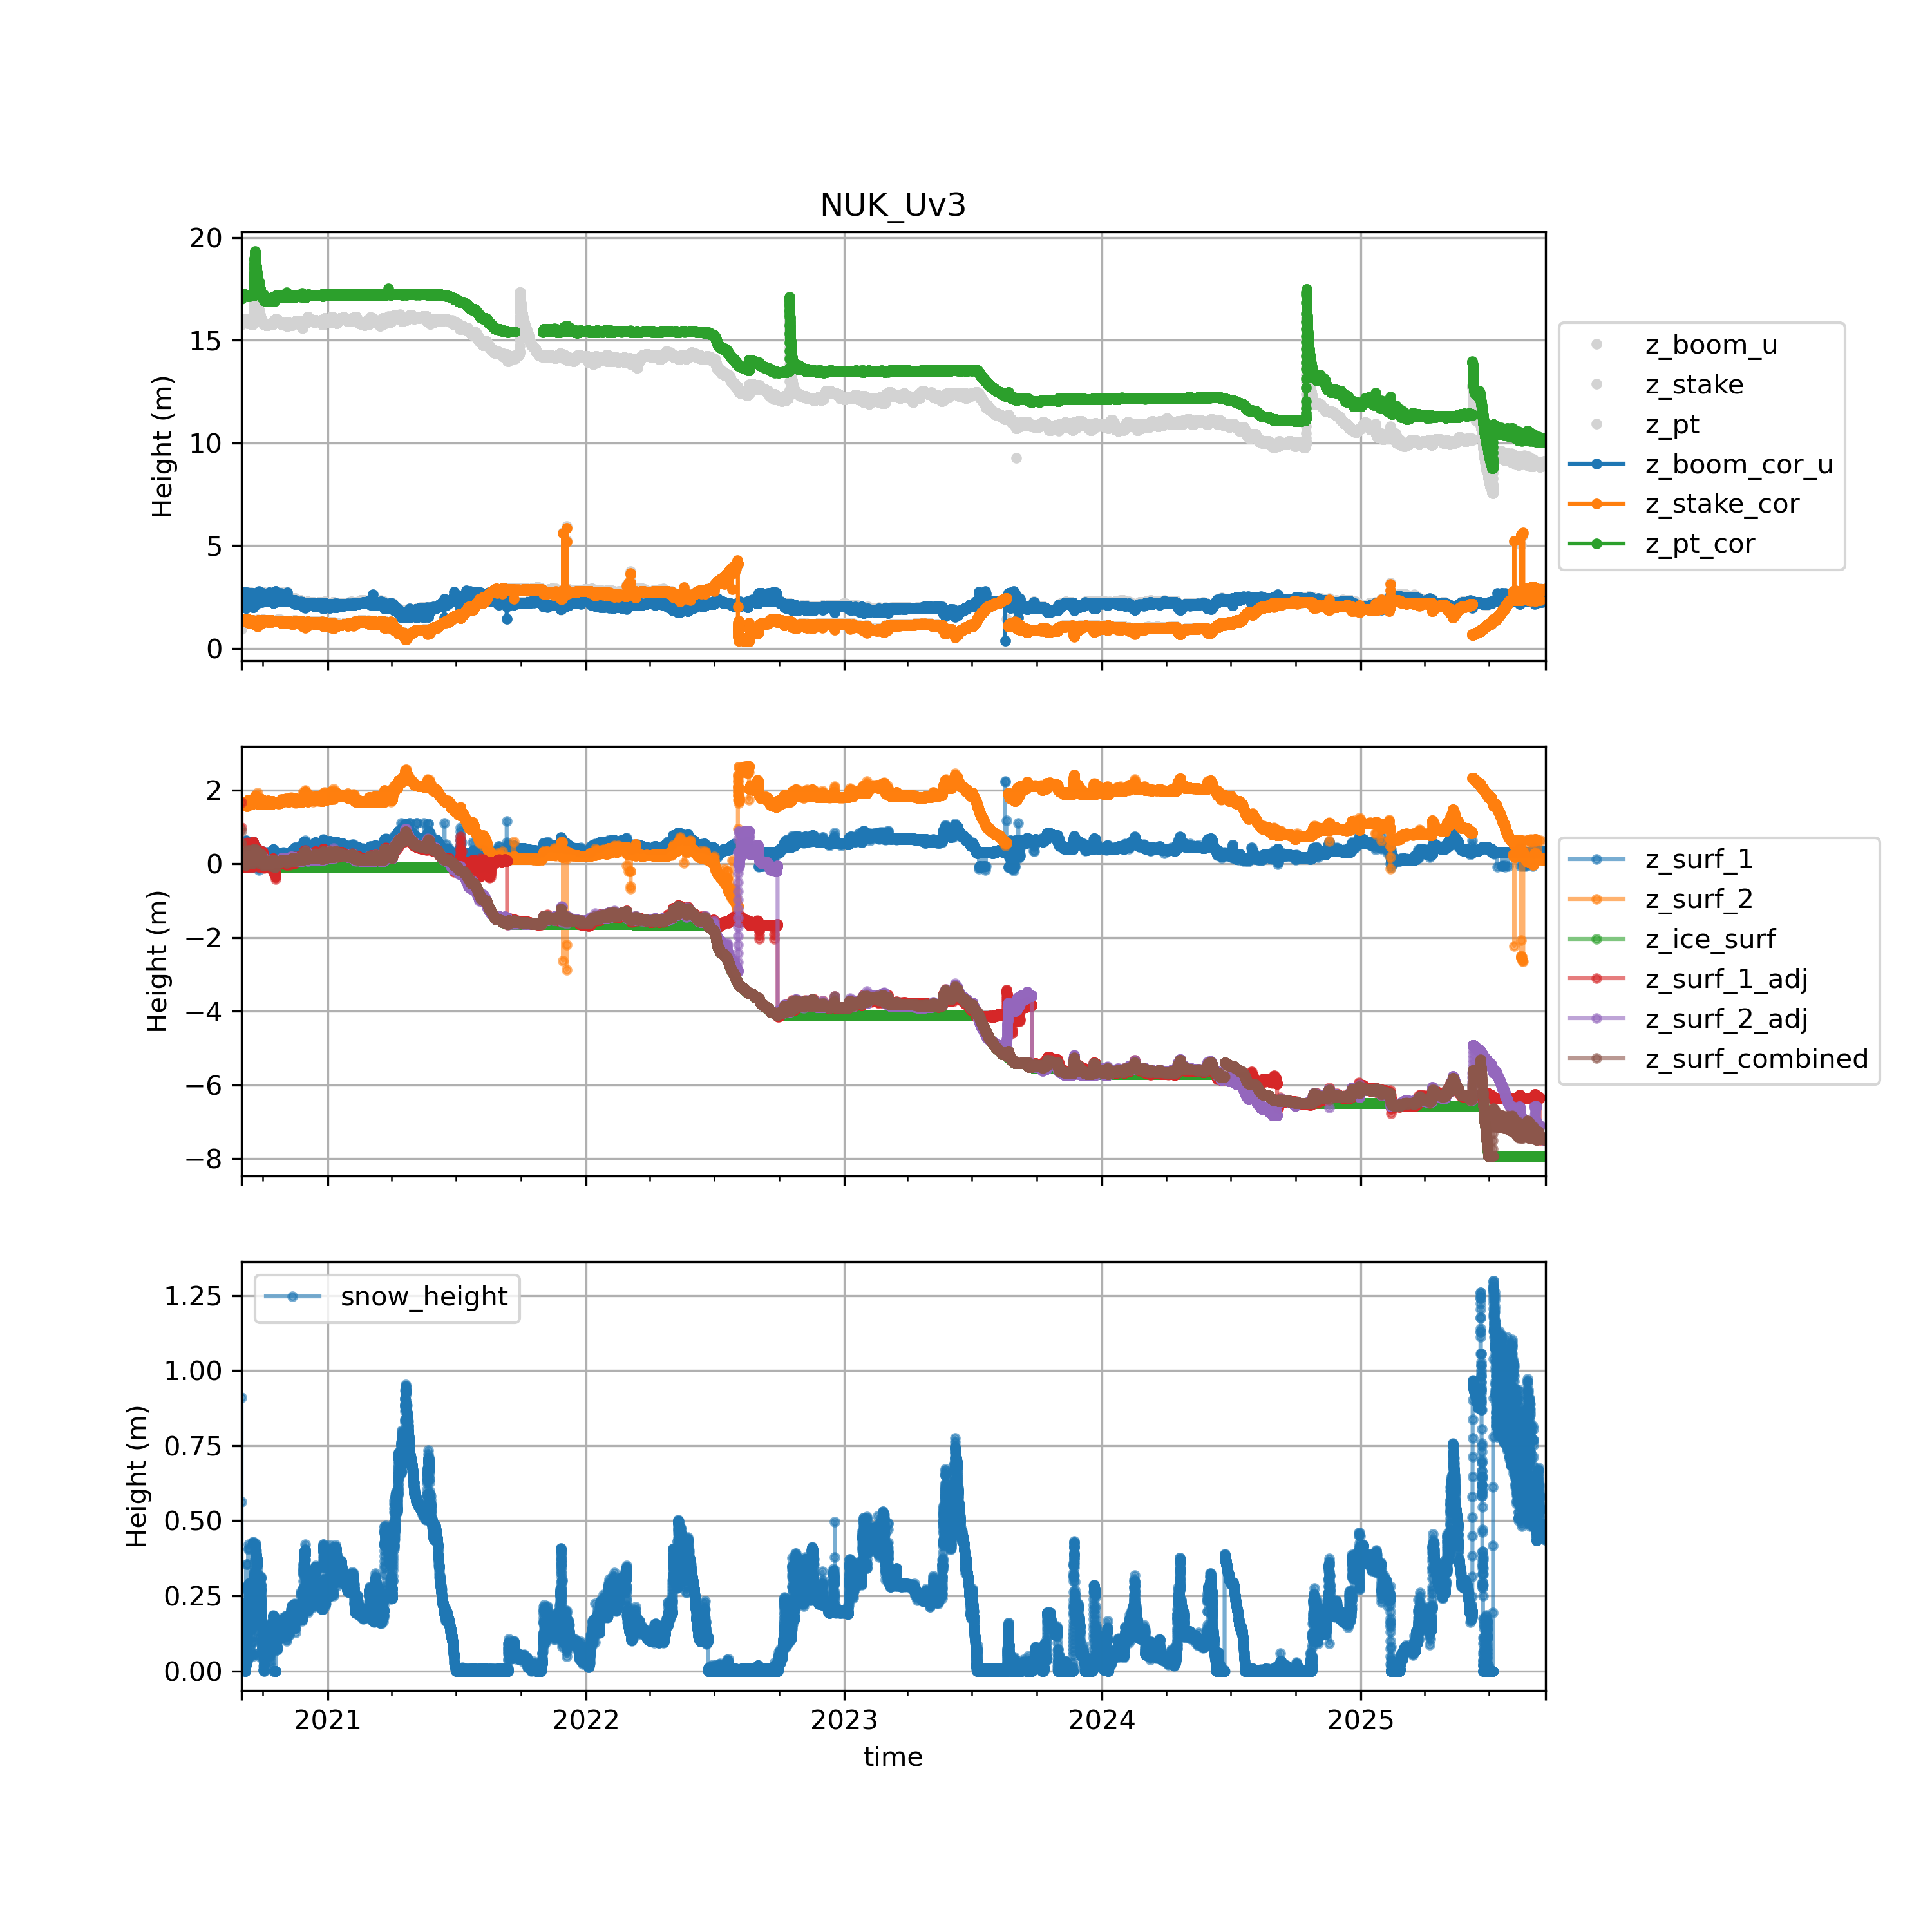 NUK_Uv3
20
15
10
5
0
Height (m)
z_boom_u
z_stake
z_pt
z_boom_cor_u
z_stake_cor
z_pt_cor
2
0
−2
−4
−6
−8
Height (m)
z_surf_1
z_surf_2
z_ice_surf
z_surf_1_adj
z_surf_2_adj
z_surf_combined
1.25
1.00
0.75
0.50
0.25
0.00
Height (m)
snow_height
2021 2022 2023 2024 2025
time